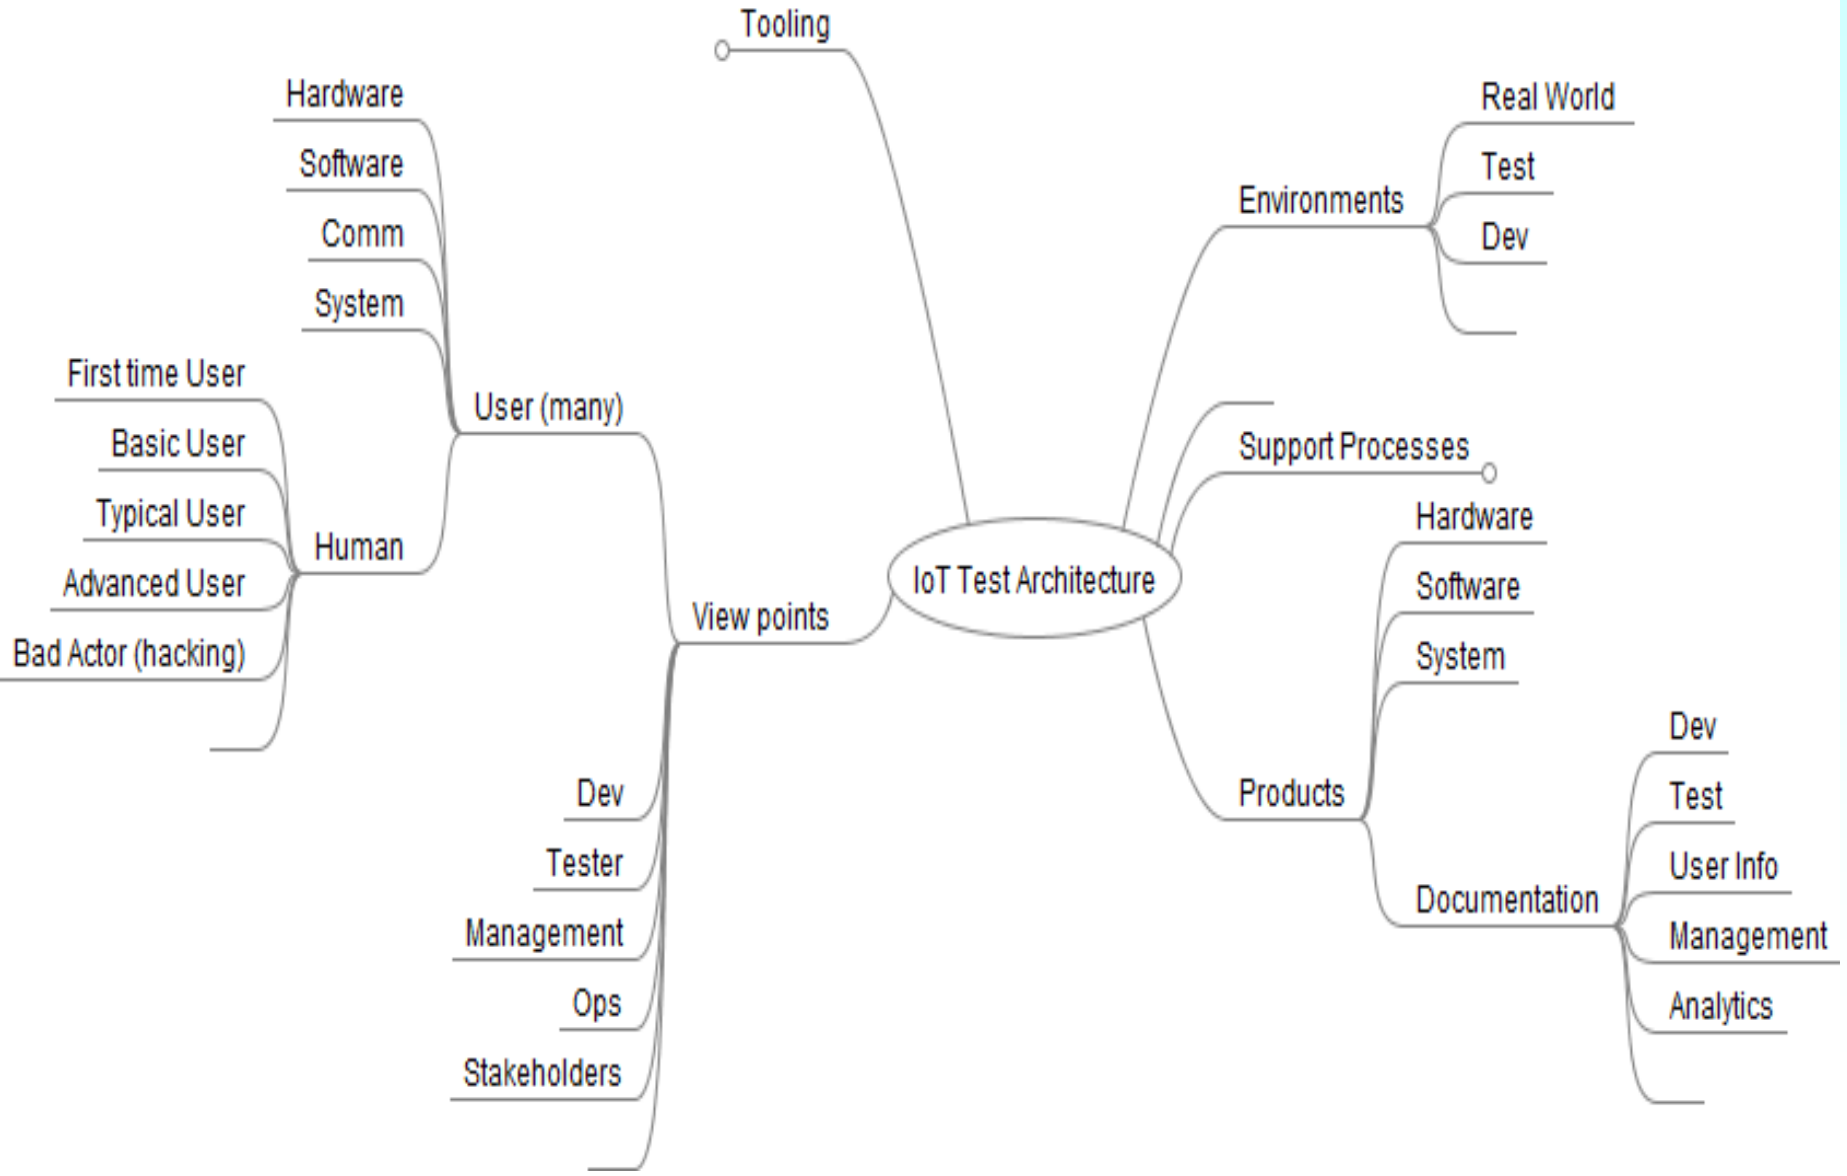 Tooling
Hardware
Software
Comm
System
First time User
Basic User
Typical User
Advanced User
Bad Actor (hacking)
Human
User (many)
View points
Dev
Tester
Management
Ops
Stakeholders
IoT Test Architecture
Environments
Real World
Test
Dev
Support Processes
Products
Hardware
Software
System
Documentation
Dev
Test
User Info
Management
Analytics